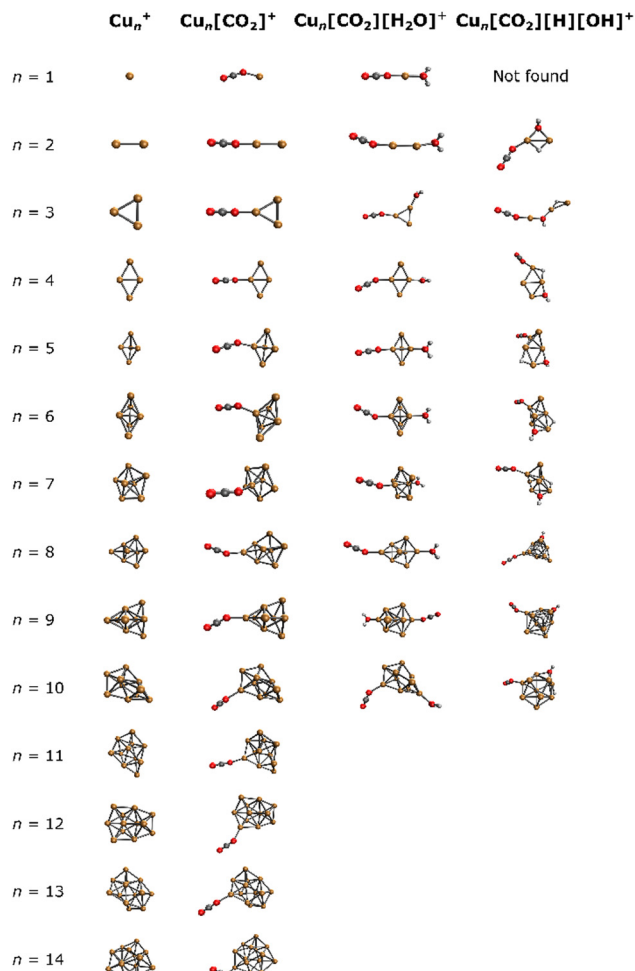 Cuₙ⁺ Cuₙ[CO₂]⁺ Cuₙ[CO₂][H₂O]⁺ Cuₙ[CO₂][H][OH]⁺
n = 1 Not found
n = 2
n = 3
n = 4
n = 5
n = 6
n = 7
n = 8
n = 9
n = 10
n = 11
n = 12
n = 13
n = 14